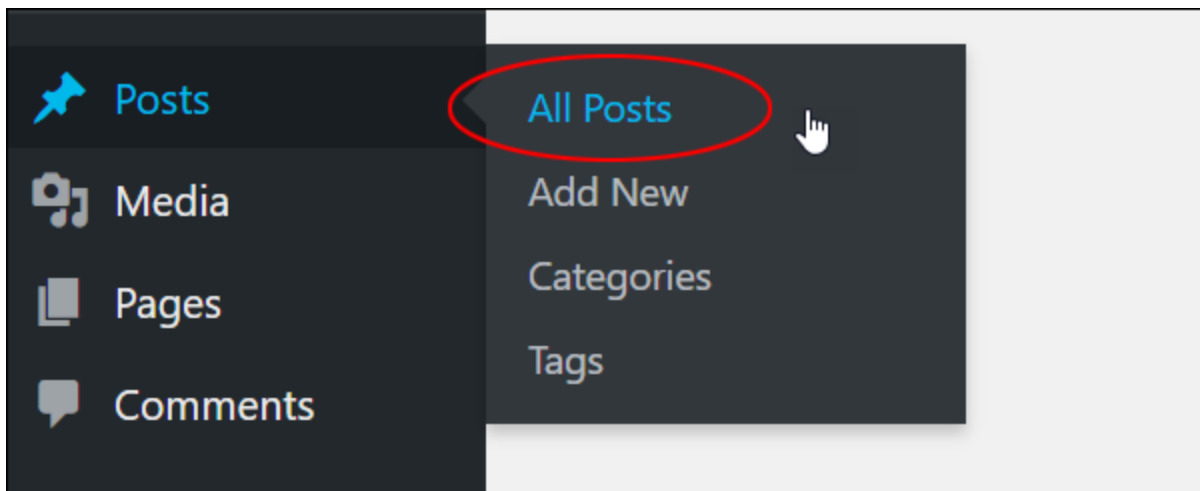 Posts
Media
Pages
Comments
All Posts
Add New
Categories
Tags